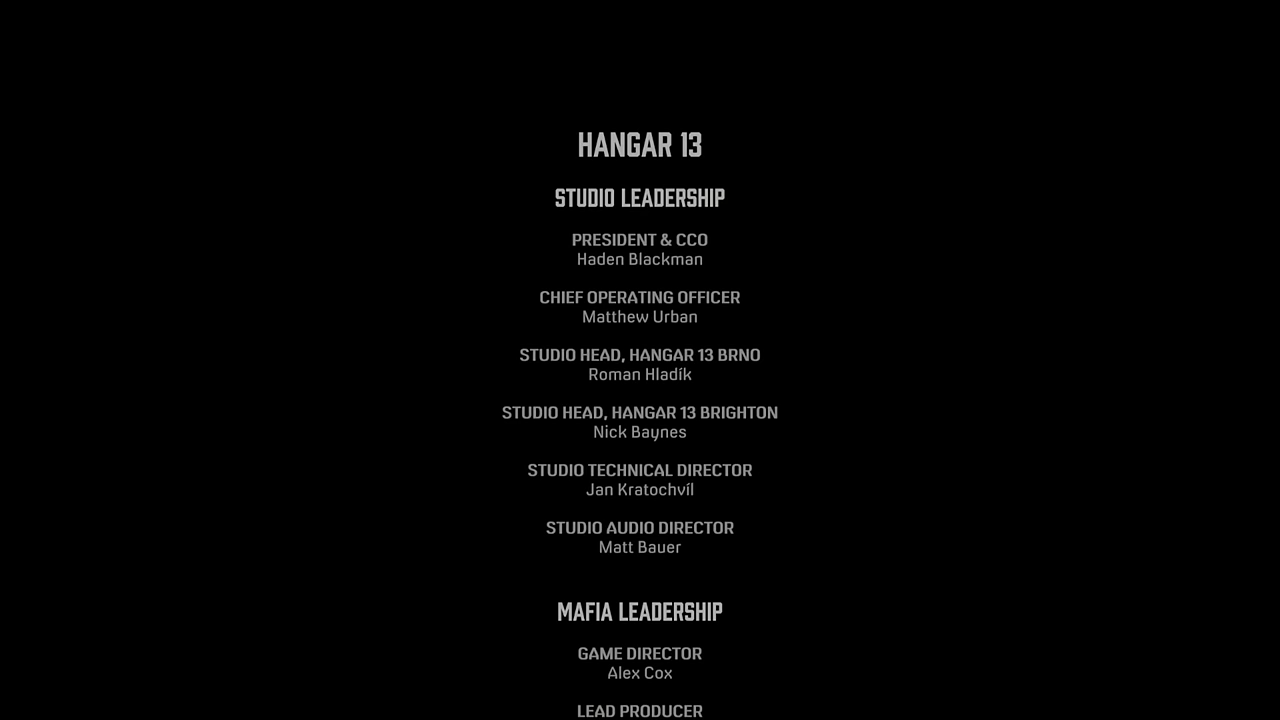 HANGAR 13
STUDIO LEADERSHIP
PRESIDENT & CCO
Haden Blackman
CHIEF OPERATING OFFICER
Matthew Urban
STUDIO HEAD, HANGAR 13 BRNO
Roman Hladík
STUDIO HEAD, HANGAR 13 BRIGHTON
Nick Baynes
STUDIO TECHNICAL DIRECTOR
Jan Kratochvíl
STUDIO AUDIO DIRECTOR
Matt Bauer
MAFIA LEADERSHIP
GAME DIRECTOR
Alex Cox
LEAD PRODUCER